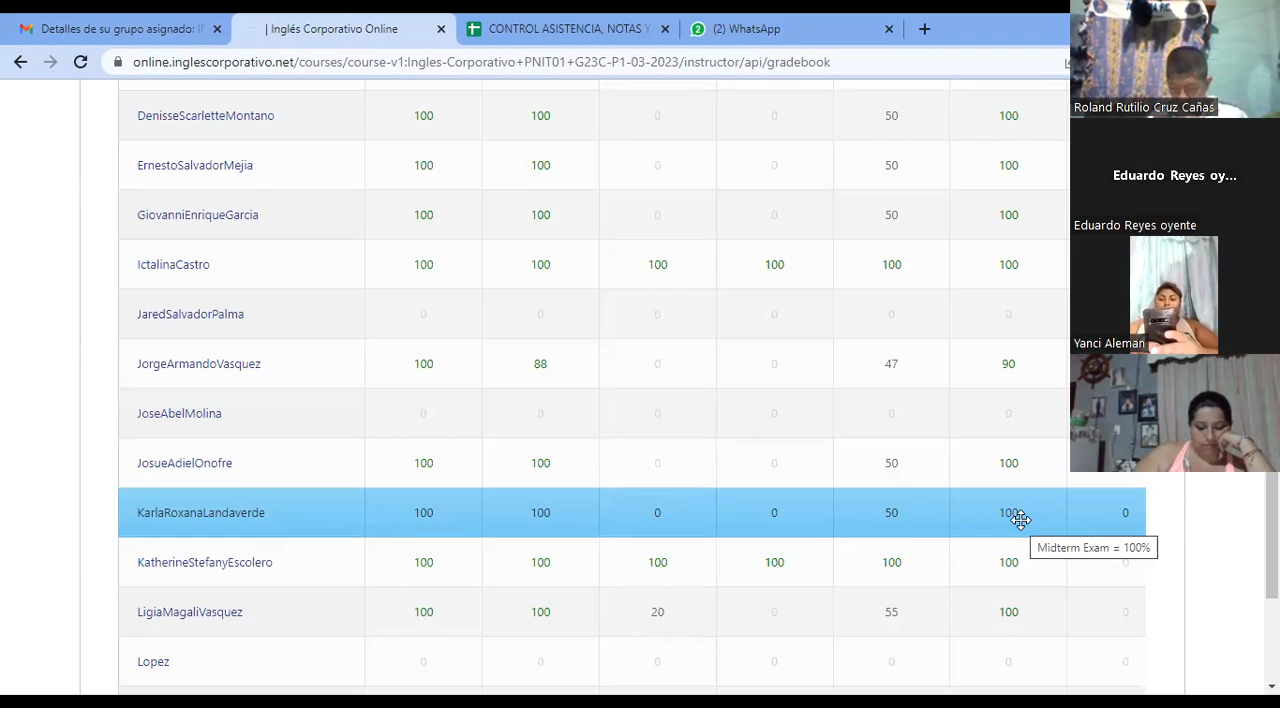 Detalles de su grupo asignado: I
| Inglés Corporativo Online
CONTROL ASISTENCIA, NOTAS Y
2
(2) WhatsApp
online.inglescorporativo.net/courses/course-v1:Ingles-Corporativo+PNIT01+G23C-P1-03-2023/instructor/api/gradebook
DenisseScarletteMontano 100 100 0 0 50 100
ErnestoSalvadorMejia 100 100 0 0 50 100
GiovanniEnriqueGarcia 100 100 0 0 50 100
IctalinaCastro 100 100 100 100 100 100
JaredSalvadorPalma 0 0 0 0 0 0
JorgeArmandoVasquez 100 88 0 0 47 90
JoseAbelMolina 0 0 0 0 0 0
JosueAdielOnofre 100 100 0 0 50 100
KarlaRoxanaLandaverde 100 100 0 0 50 100 0
Midterm Exam = 100%
KatherineStefanyEscolero 100 100 100 100 100 100 0
LigiaMagaliVasquez 100 100 20 0 55 100 0
Lopez 0 0 0 0 0 0 0
Roland Rutilio Cruz Cañas
Eduardo Reyes oy...
Eduardo Reyes oyente
Yanci Aleman